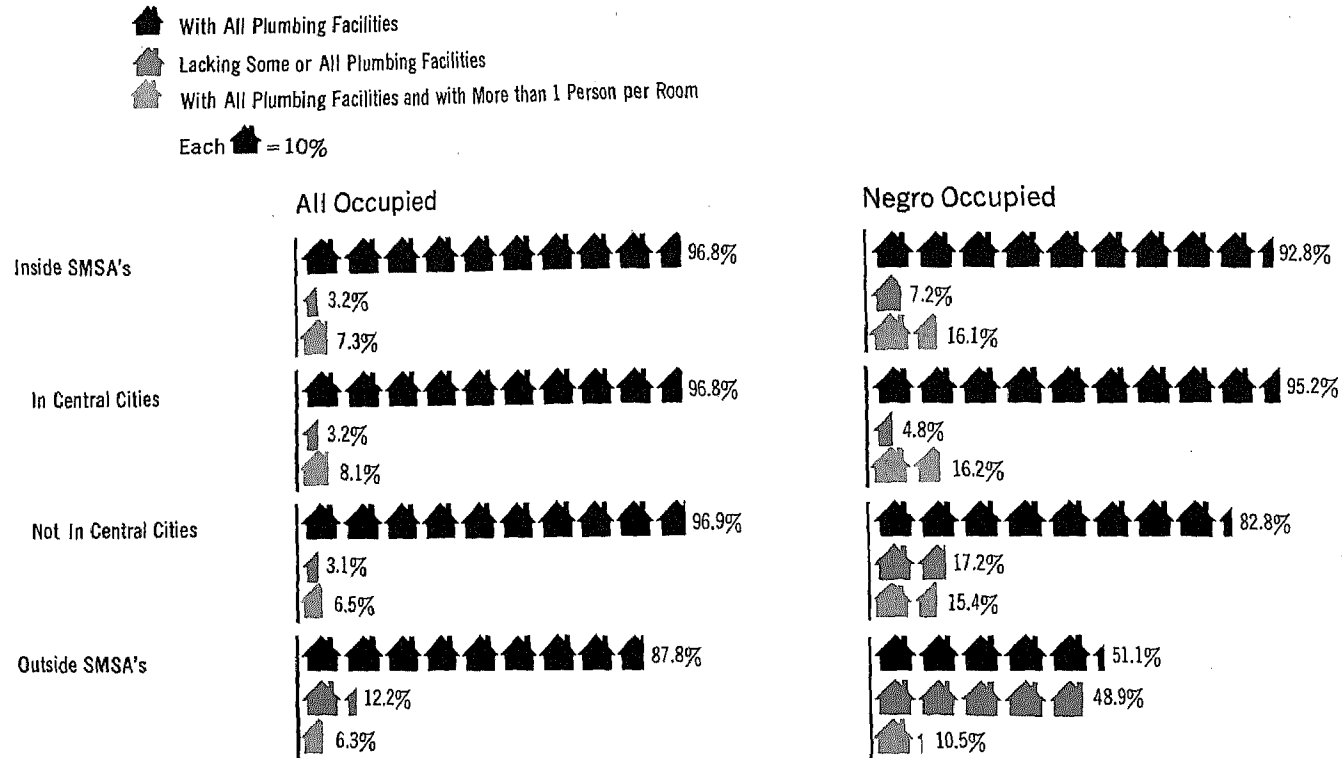 With All Plumbing Facilities
Lacking Some or All Plumbing Facilities
With All Plumbing Facilities and with More than 1 Person per Room
Each = 10%
All Occupied
Negro Occupied
Inside SMSA's
96.8%
3.2%
7.3%
92.8%
7.2%
16.1%
In Central Cities
96.8%
3.2%
8.1%
95.2%
4.8%
16.2%
Not In Central Cities
96.9%
3.1%
6.5%
82.8%
17.2%
15.4%
Outside SMSA's
87.8%
12.2%
6.3%
51.1%
48.9%
10.5%